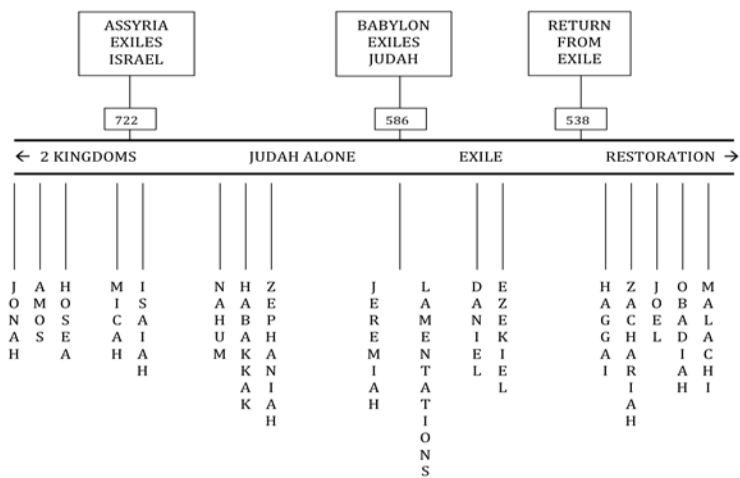 ASSYRIA
EXILES
ISRAEL
BABYLON
EXILES
JUDAH
RETURN
FROM
EXILE
722
586
538
← 2 KINGDOMS
JUDAH ALONE
EXILE
RESTORATION →
JONAH
AMOS
HOSEA
MICAH
ISAIAH
NAHUM
HABAKKAK
ZEPHANIAH
JEREMIAH
LAMENTATIONS
DANIEL
EZEKIEL
HAGGAI
ZACHARIAH
JOEL
OBADIAH
MALACHI